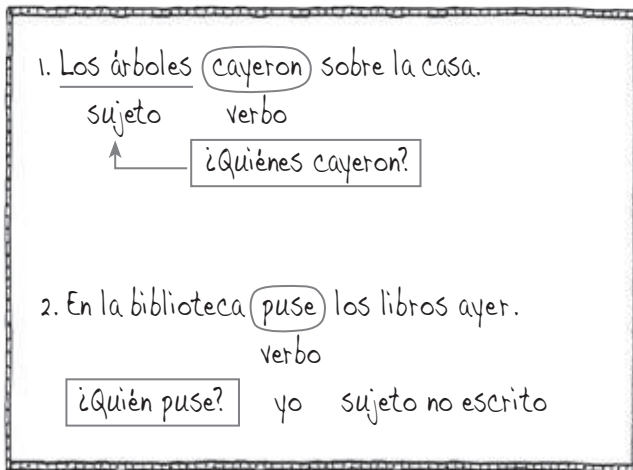 1. Los árboles cayeron sobre la casa.
sujeto verbo
¿Quiénes cayeron?
2. En la biblioteca puse los libros ayer.
verbo
¿Quién puse? yo sujeto no escrito